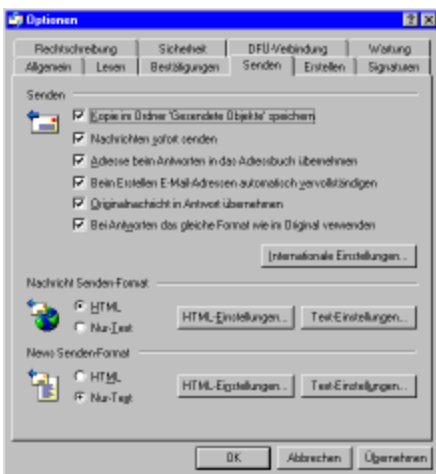 Optionen
Rechtschreibung Sicherheit DFÜ-Verbindung Wartung
Allgemein Lesen Bestätigungen Senden Erstellen Signaturen
Senden
Kopie im Ordner 'Gesendete Objekte' speichern
Nachrichten sofort senden
Adresse beim Antworten in das Adressbuch übernehmen
Beim Erstellen E-Mail-Adressen automatisch vervollständigen
Originalnachricht in Antwort übernehmen
Bei Antworten das gleiche Format wie im Original verwenden
Internationale Einstellungen...
Nachricht Senden-Format
HTML HTML-Einstellungen... Text-Einstellungen...
Nur-Text
News Senden-Format
HTML HTML-Einstellungen... Text-Einstellungen...
Nur-Text
OK Abbrechen Übernehmen